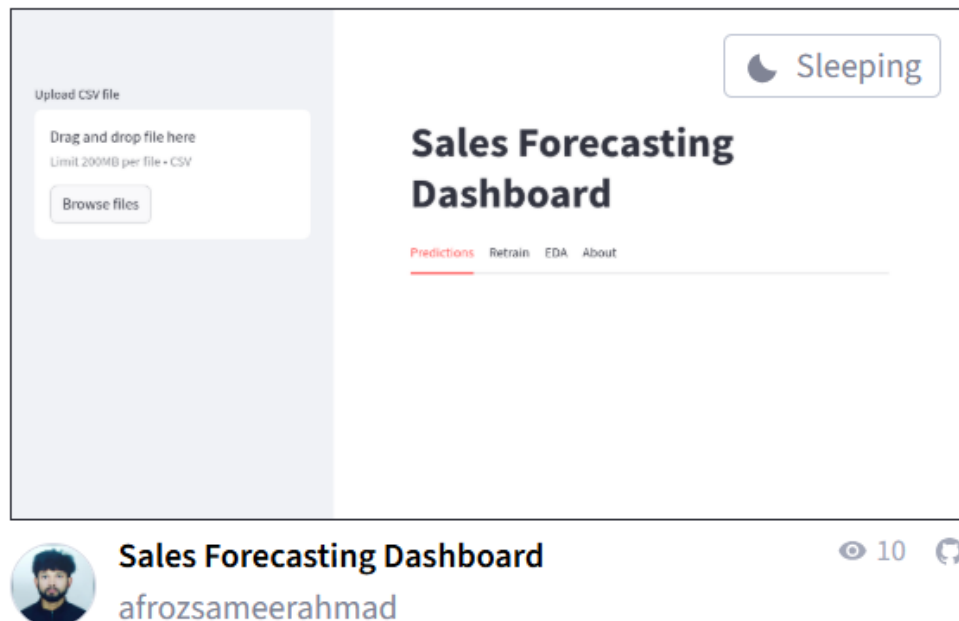 Sleeping
Upload CSV file
Drag and drop file here
Limit 200MB per file • CSV
Browse files
Sales Forecasting
Dashboard
Predictions Retrain EDA About
Sales Forecasting Dashboard
10
afrozsameerahmad